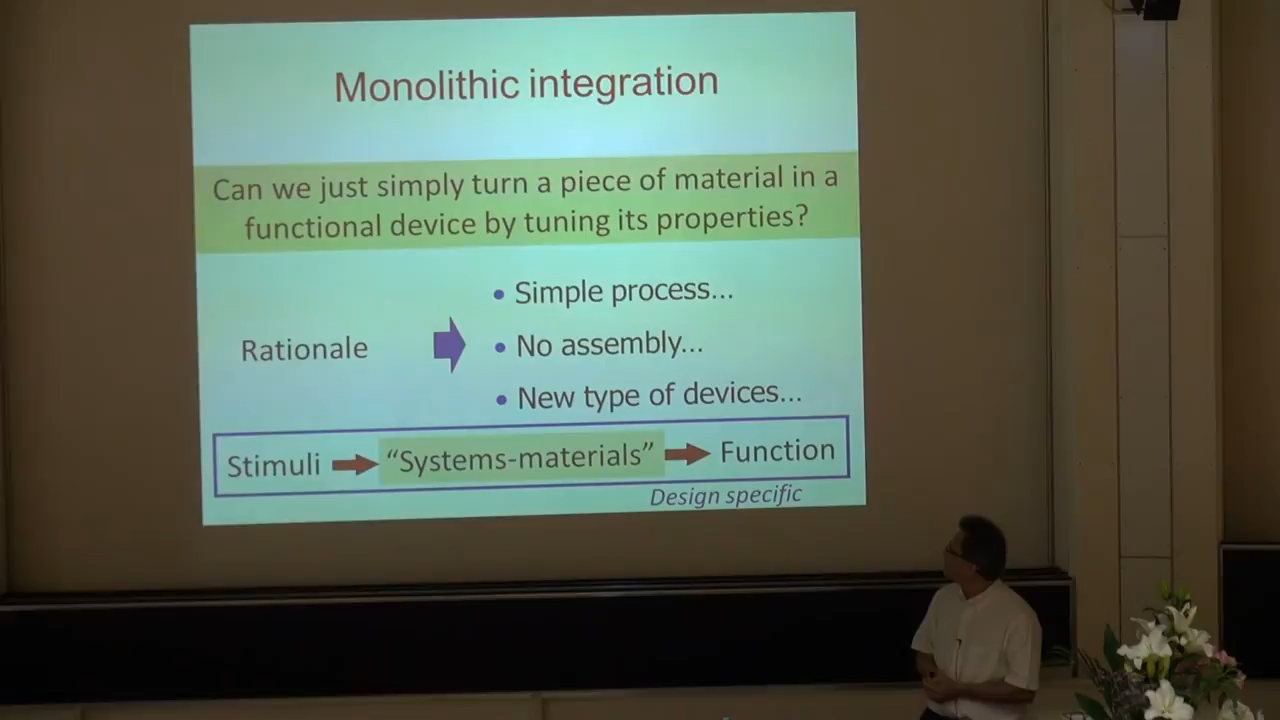 Monolithic integration
Can we just simply turn a piece of material in a
functional device by tuning its properties?
Rationale
• Simple process...
• No assembly...
• New type of devices...
Stimuli "Systems-materials" Function
Design specific